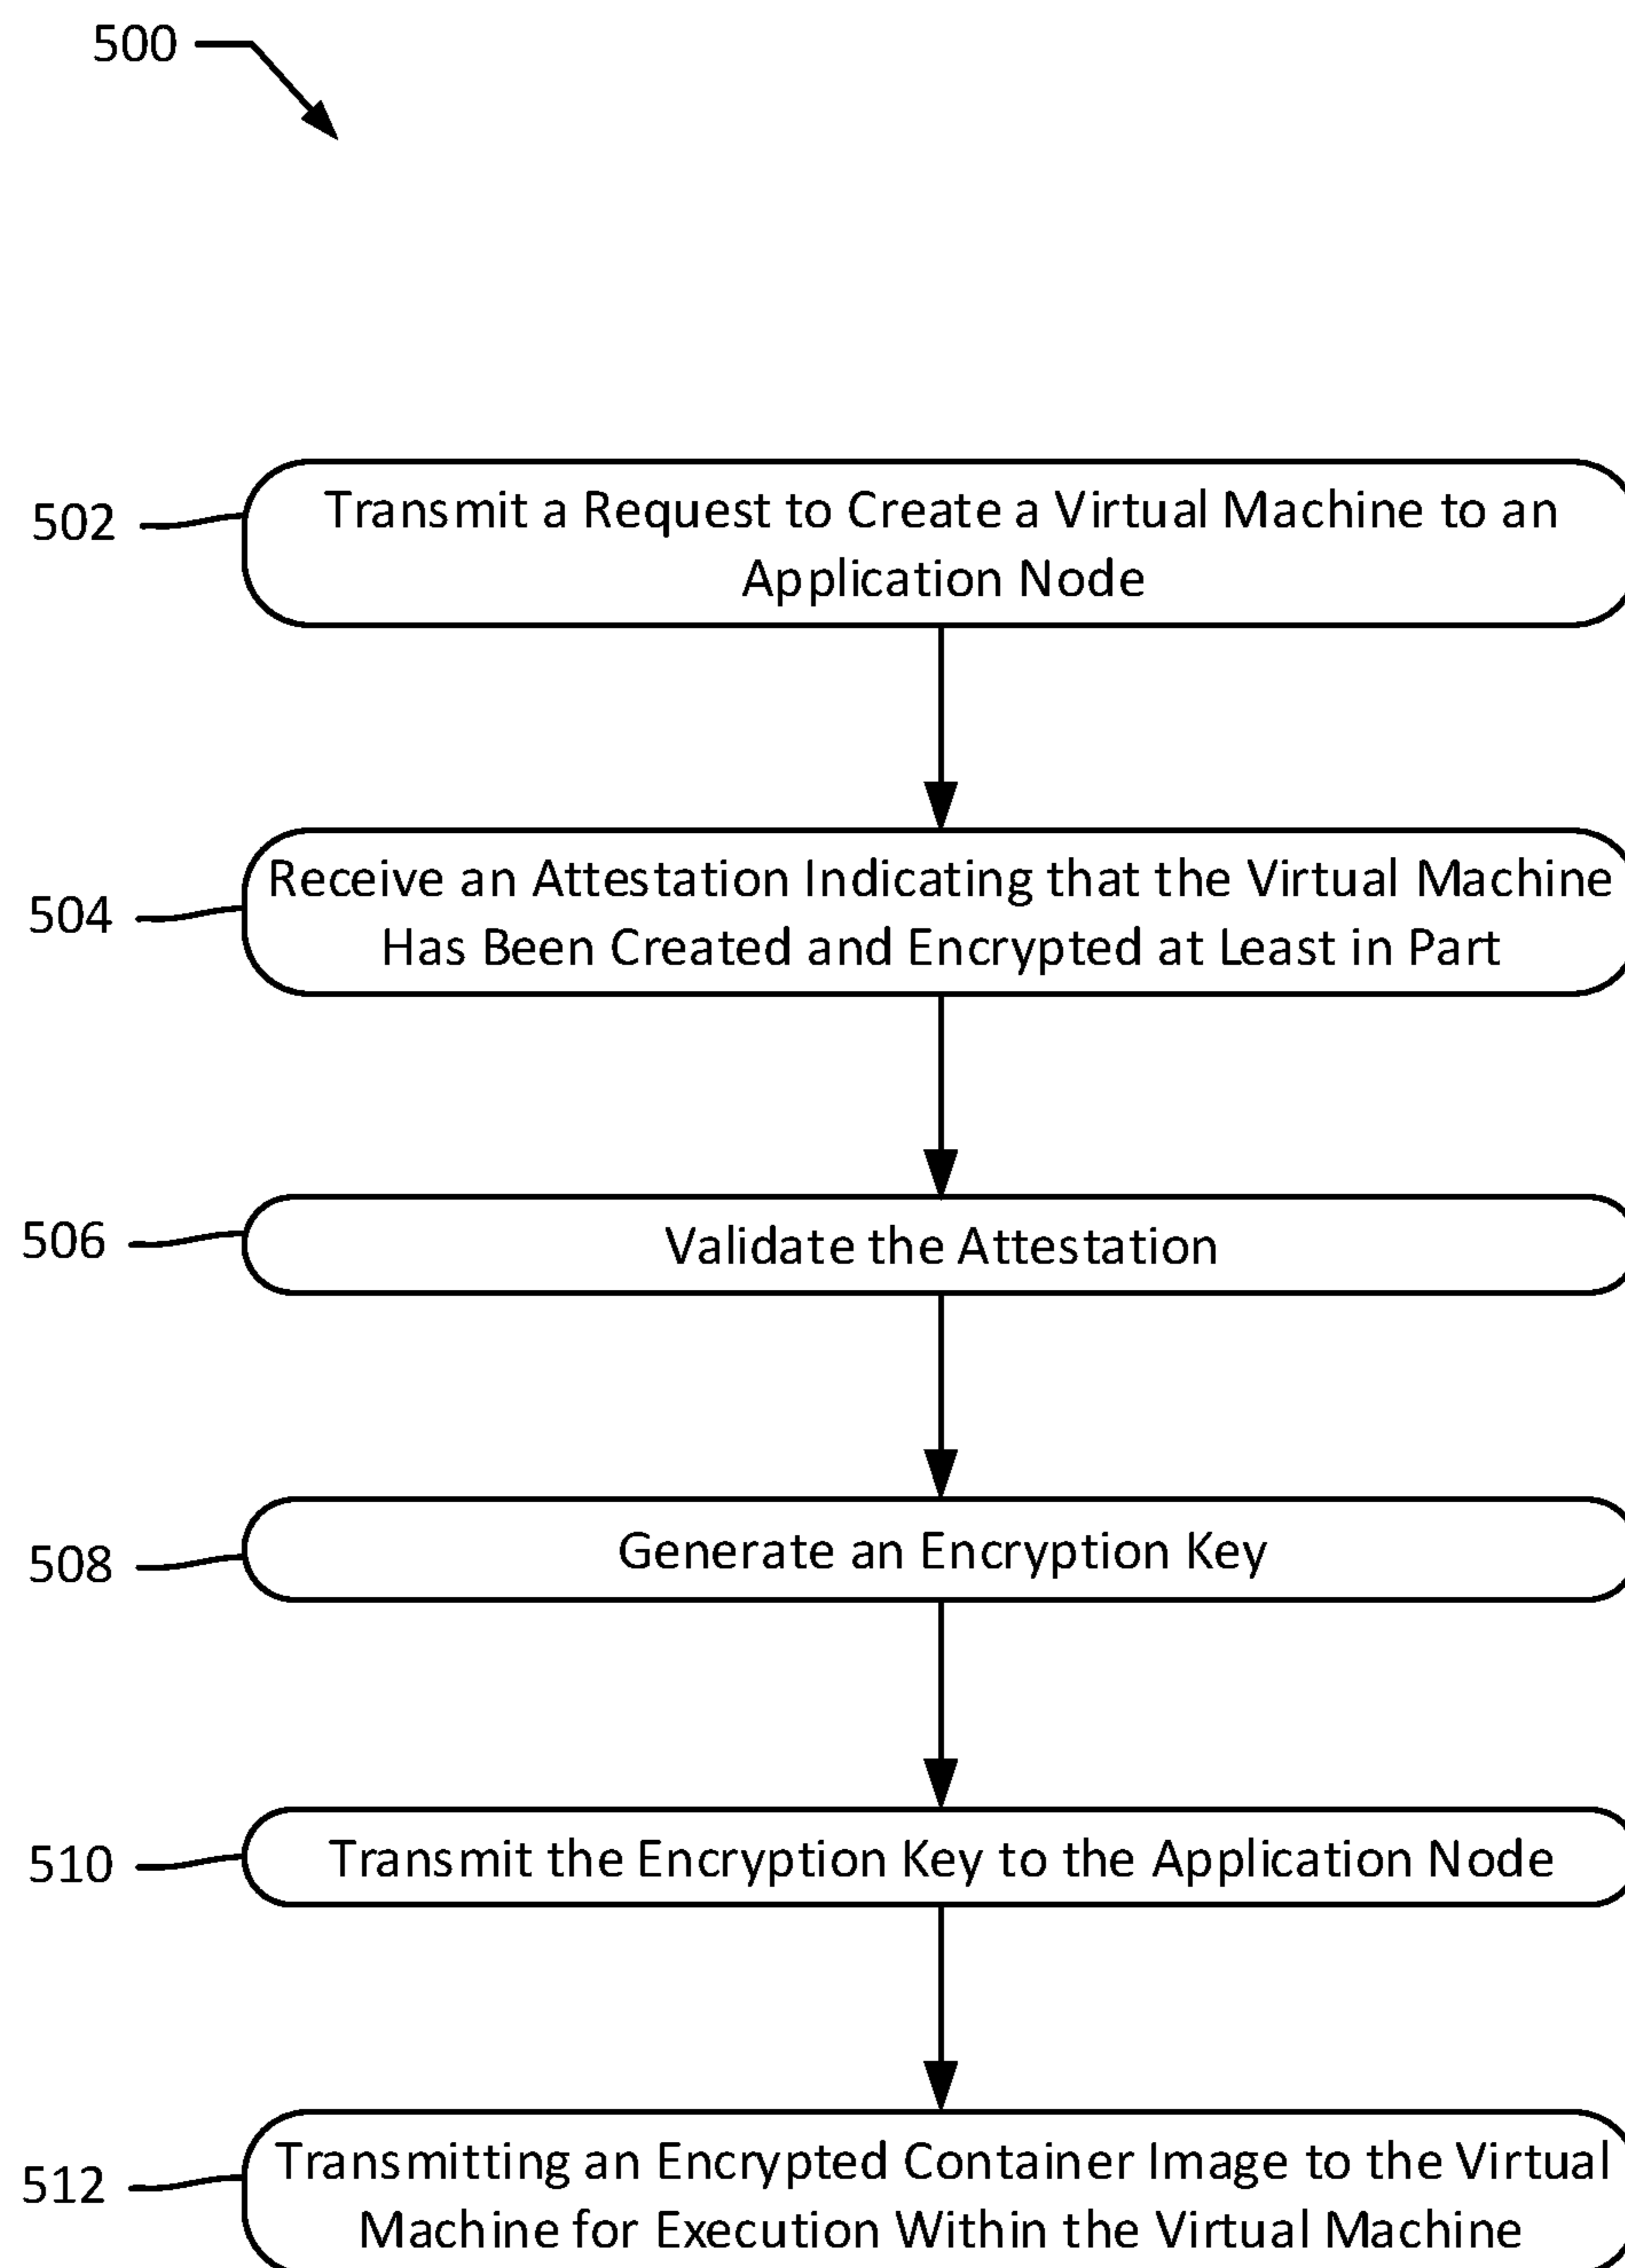 500
502
Transmit a Request to Create a Virtual Machine to an
Application Node
504
Receive an Attestation Indicating that the Virtual Machine
Has Been Created and Encrypted at Least in Part
506
Validate the Attestation
508
Generate an Encryption Key
510
Transmit the Encryption Key to the Application Node
512
Transmitting an Encrypted Container Image to the Virtual
Machine for Execution Within the Virtual Machine